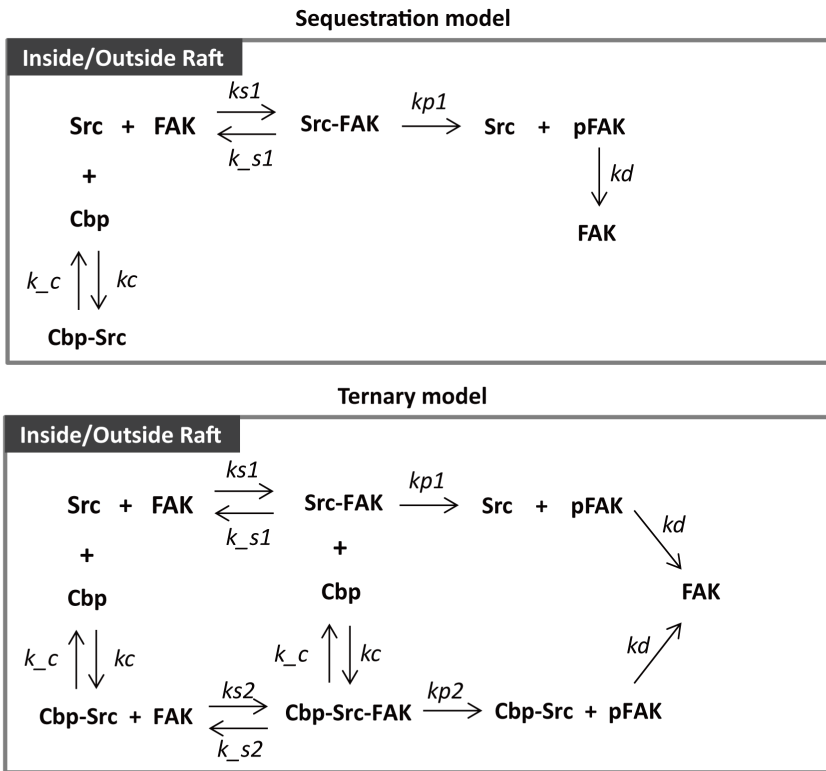 Sequestration model
Inside/Outside Raft
ks1
kp1
Src + FAK Src-FAK Src + pFAK
k_s1
+ kd
Cbp FAK
k_c kc
Cbp-Src
Ternary model
Inside/Outside Raft
ks1
kp1
Src + FAK Src-FAK Src + pFAK
k_s1 kd
+ +
Cbp Cbp FAK
k_c kc k_c kc kd
ks2 kp2
Cbp-Src + FAK Cbp-Src-FAK Cbp-Src + pFAK
k_s2